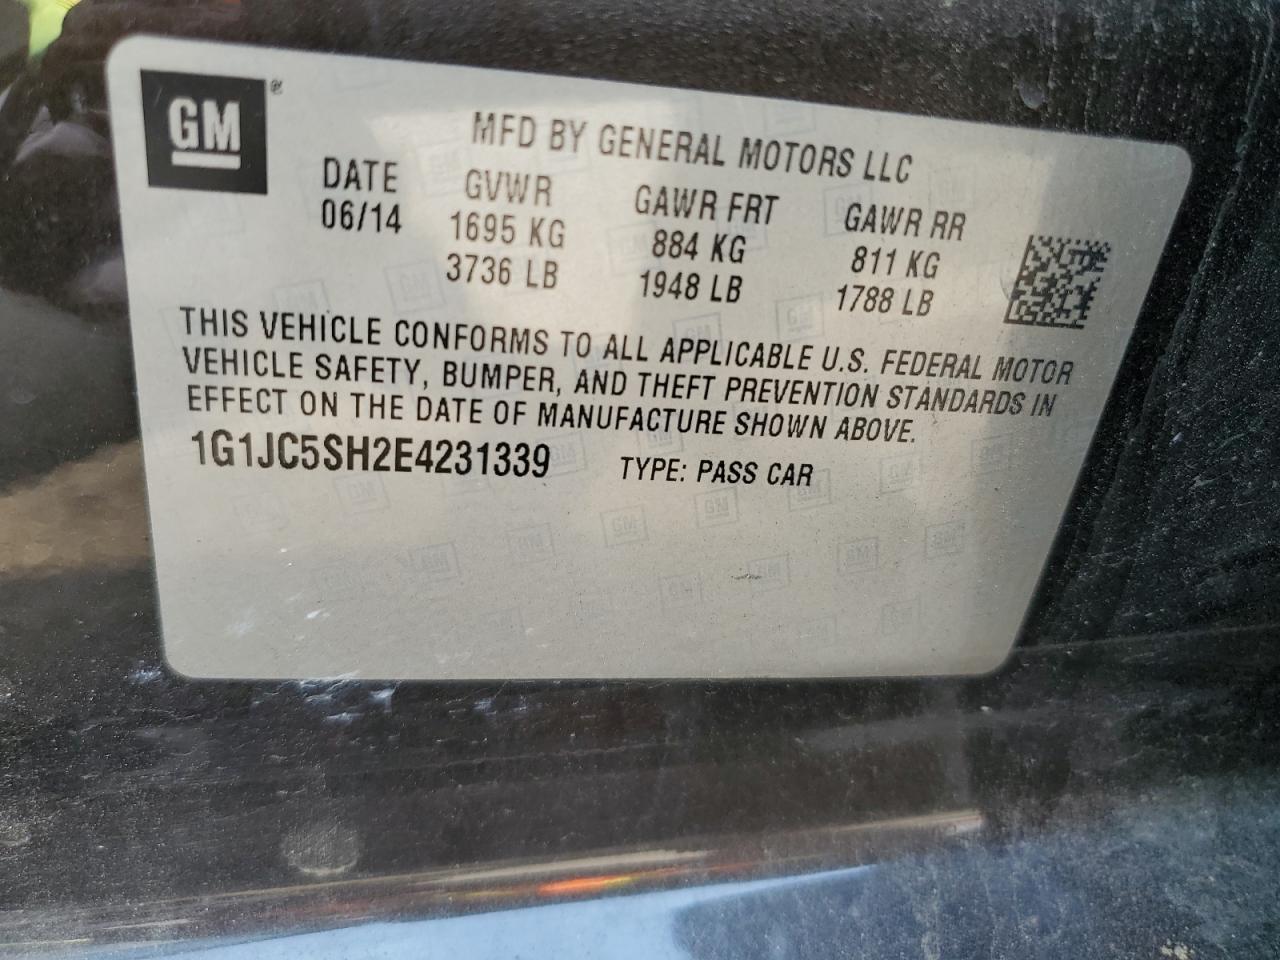 GM®
MFD BY GENERAL MOTORS LLC
DATE GVWR GAWR FRT GAWR RR
06/14 1695 KG 884 KG 811 KG
3736 LB 1948 LB 1788 LB
THIS VEHICLE CONFORMS TO ALL APPLICABLE U.S. FEDERAL MOTOR
VEHICLE SAFETY, BUMPER, AND THEFT PREVENTION STANDARDS IN
EFFECT ON THE DATE OF MANUFACTURE SHOWN ABOVE.
1G1JC5SH2E4231339 TYPE: PASS CAR